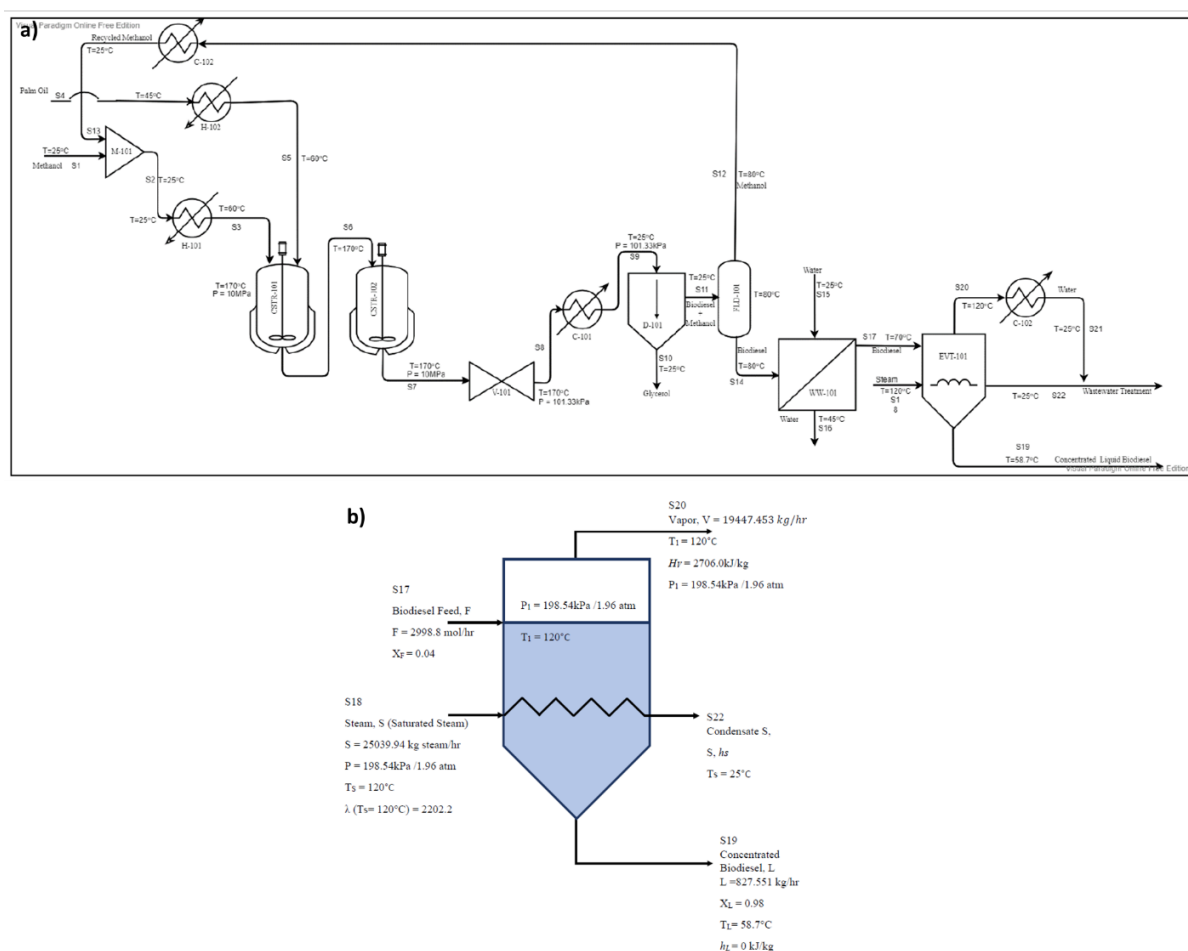 Visual Paradigm Online Free Edition
a)
Recycled Methanol
T=25°C
C-102
Palm Oil
S4
T=45°C
H-102
S13
T=25°C
Methanol
S1
M-101
S2
T=25°C
S5
T=60°C
T=25°C
T=60°C
H-101
S3
S6
T=170°C
T=170°C
P = 10MPa
CSTR-101
CSTR-102
T=170°C
P = 10MPa
S7
V-101
T=170°C
P = 101.33kPa
S8
C-101
T=25°C
P = 101.33kPa
S9
D-101
S10
T=25°C
Glycerol
T=25°C
S11
Biodiesel
+
Methanol
S12
T=80°C
Methanol
FLD-101
T=80°C
Biodiesel
T=80°C
S14
Water
T=25°C
S15
WW-101
Water
T=45°C
S16
S17
T=70°C
Biodiesel
Steam
T=120°C
S1
8
EVT-101
S20
T=120°C
C-102
Water
T=25°C
S21
T=25°C
S22
Wastewater Treatment
S19
T=58.7°C
Concentrated Liquid Biodiesel
Visual Paradigm Online Free Edition
b)
S20
Vapor, V = 19447.453 kg/hr
T1 = 120°C
Hv = 2706.0kJ/kg
P1 = 198.54kPa /1.96 atm
S17
Biodiesel Feed, F
F = 2998.8 mol/hr
XF = 0.04
P1 = 198.54kPa /1.96 atm
T1 = 120°C
S18
Steam, S (Saturated Steam)
S = 25039.94 kg steam/hr
P = 198.54kPa /1.96 atm
TS = 120°C
λ (Ts= 120°C) = 2202.2
S22
Condensate S,
S, hs
Ts = 25°C
S19
Concentrated
Biodiesel, L
L =827.551 kg/hr
XL = 0.98
TL = 58.7°C
hL = 0 kJ/kg